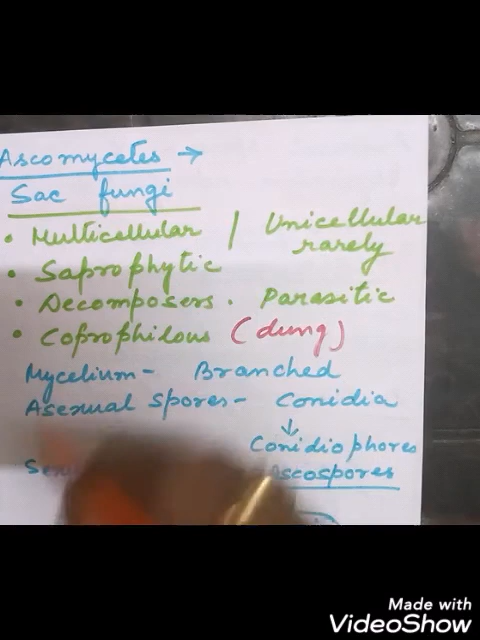 Ascomycetes →
Sac fungi
• Multicellular / Unicellular
rarely
• Saprophytic
• Decomposers . Parasitic
• Coprophilous (dung)
Mycelium - Branched
Asexual spores - Conidia
↓
Conidiophores
Ascospores
Made with
VideoShow